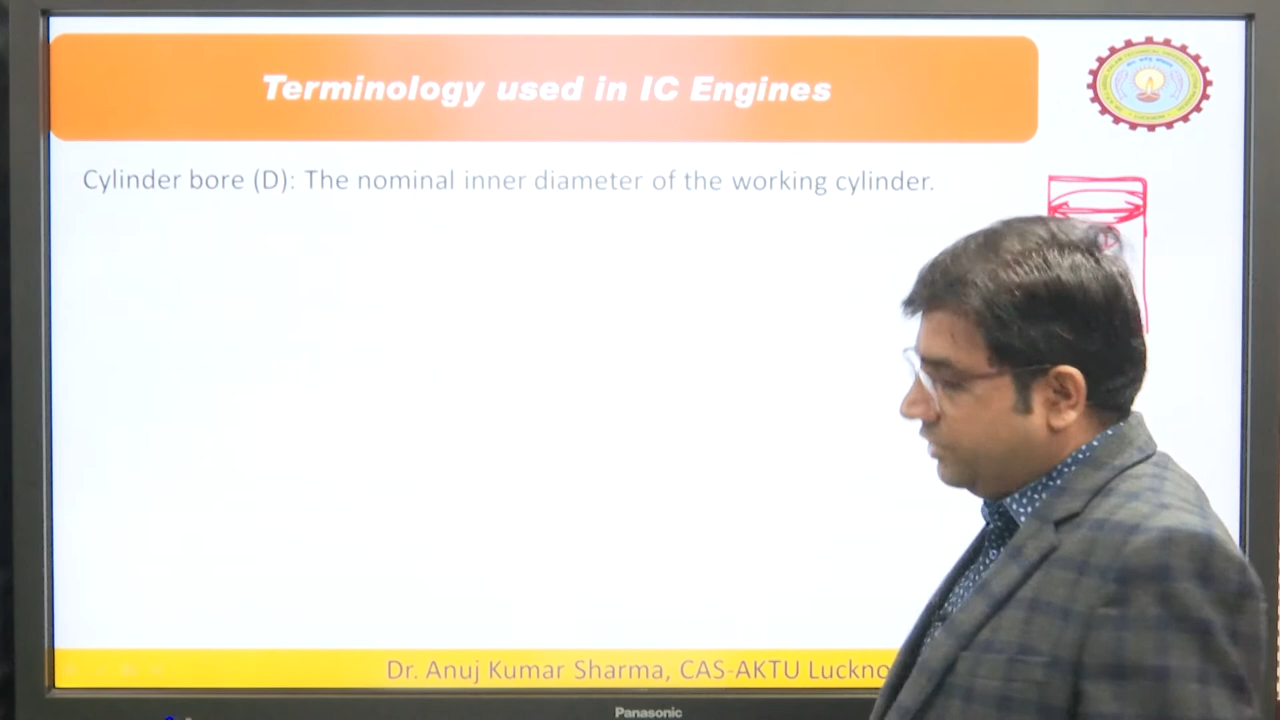 Terminology used in IC Engines
Cylinder bore (D): The nominal inner diameter of the working cylinder.
D
Dr. Anuj Kumar Sharma, CAS-AKTU Luckno
Panasonic